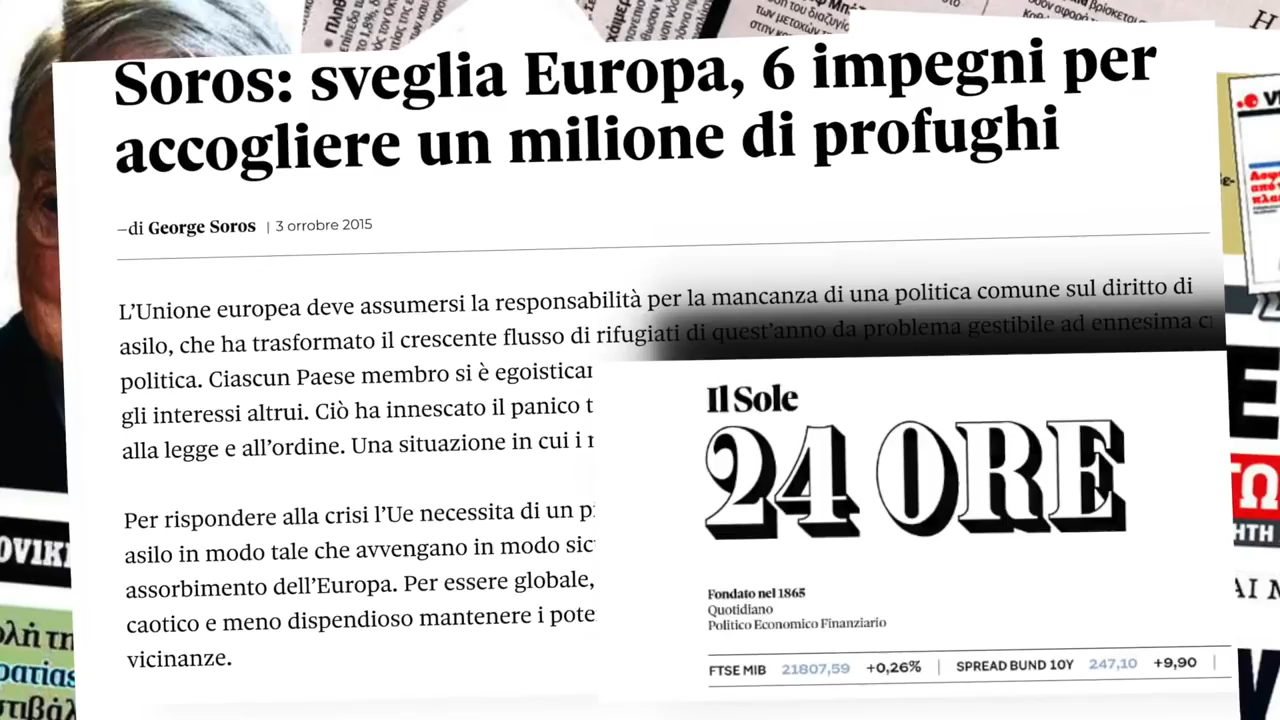 Soros: sveglia Europa, 6 impegni per
accogliere un milione di profughi
–di George Soros | 3 orrobre 2015
L’Unione europea deve assumersi la responsabilità per la mancanza di una politica comune sul diritto di
asilo, che ha trasformato il crescente flusso di rifugiati di quest’anno da problema gestibile ad ennesima
politica. Ciascun Paese membro si è
gli interessi altrui. Ciò ha innescato il panico
alla legge e all’ordine. Una situazione in cui i
Per rispondere alla crisi l’Ue necessita di un
asilo in modo tale che avvengano in modo
assorbimento dell’Europa. Per essere globale,
caotico e meno dispendioso mantenere i
vicinanze.
Il Sole
24 ORE
Fondato nel 1865
Quotidiano
Politico Economico Finanziario
FTSE MIB 21807,59 +0,26% | SPREAD BUND 10Y 247,10 +9,90 |